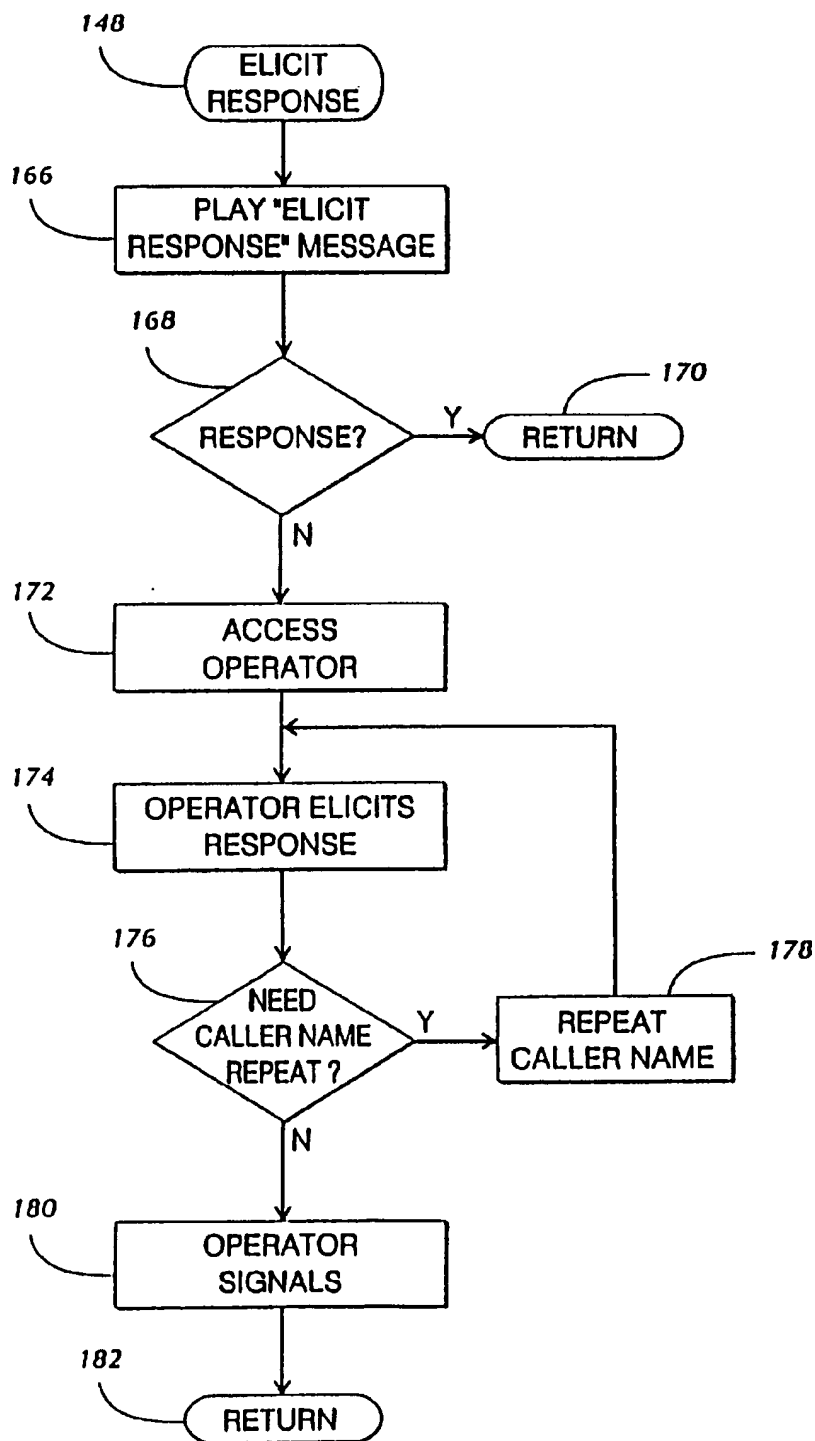 148
ELICIT
RESPONSE
166
PLAY "ELICIT
RESPONSE" MESSAGE
168
RESPONSE?
Y
170
RETURN
N
172
ACCESS
OPERATOR
174
OPERATOR ELICITS
RESPONSE
176
NEED
CALLER NAME
REPEAT ?
Y
178
REPEAT
CALLER NAME
N
180
OPERATOR
SIGNALS
182
RETURN